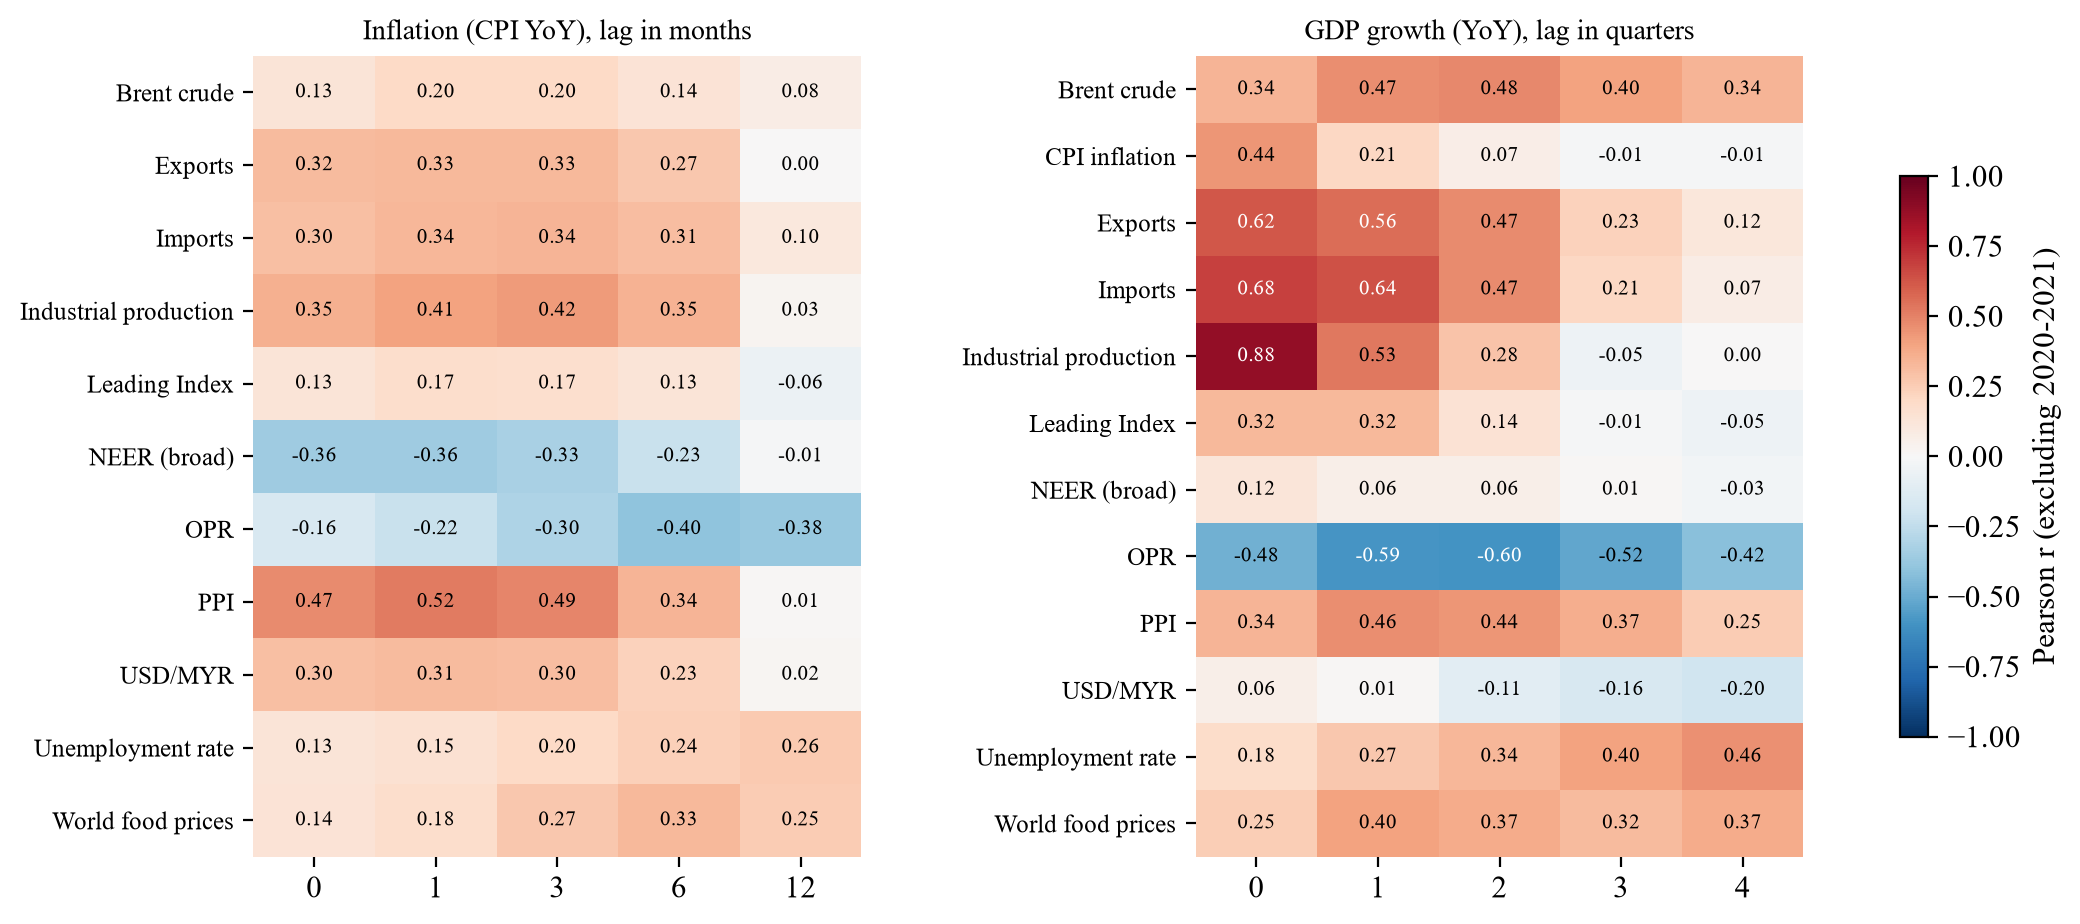 Inflation (CPI YoY), lag in months
Brent crude 0.13 0.20 0.20 0.14 0.08
Exports 0.32 0.33 0.33 0.27 0.00
Imports 0.30 0.34 0.34 0.31 0.10
Industrial production 0.35 0.41 0.42 0.35 0.03
Leading Index 0.13 0.17 0.17 0.13 -0.06
NEER (broad) -0.36 -0.36 -0.33 -0.23 -0.01
OPR -0.16 -0.22 -0.30 -0.40 -0.38
PPI 0.47 0.52 0.49 0.34 0.01
USD/MYR 0.30 0.31 0.30 0.23 0.02
Unemployment rate 0.13 0.15 0.20 0.24 0.26
World food prices 0.14 0.18 0.27 0.33 0.25
0 1 3 6 12
GDP growth (YoY), lag in quarters
Brent crude 0.34 0.47 0.48 0.40 0.34
CPI inflation 0.44 0.21 0.07 -0.01 -0.01
Exports 0.62 0.56 0.47 0.23 0.12
Imports 0.68 0.64 0.47 0.21 0.07
Industrial production 0.88 0.53 0.28 -0.05 0.00
Leading Index 0.32 0.32 0.14 -0.01 -0.05
NEER (broad) 0.12 0.06 0.06 0.01 -0.03
OPR -0.48 -0.59 -0.60 -0.52 -0.42
PPI 0.34 0.46 0.44 0.37 0.25
USD/MYR 0.06 0.01 -0.11 -0.16 -0.20
Unemployment rate 0.18 0.27 0.34 0.40 0.46
World food prices 0.25 0.40 0.37 0.32 0.37
0 1 2 3 4
1.00
0.75
0.50
0.25
0.00
−0.25
−0.50
−0.75
−1.00
Pearson r (excluding 2020-2021)